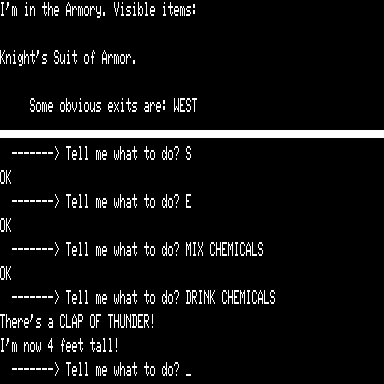 I'm in the Armory. Visible items:
Knight's Suit of Armor.
Some obvious exits are: WEST
-------> Tell me what to do? S
OK
-------> Tell me what to do? E
OK
-------> Tell me what to do? MIX CHEMICALS
OK
-------> Tell me what to do? DRINK CHEMICALS
There's a CLAP OF THUNDER!
I'm now 4 feet tall!
-------> Tell me what to do? _